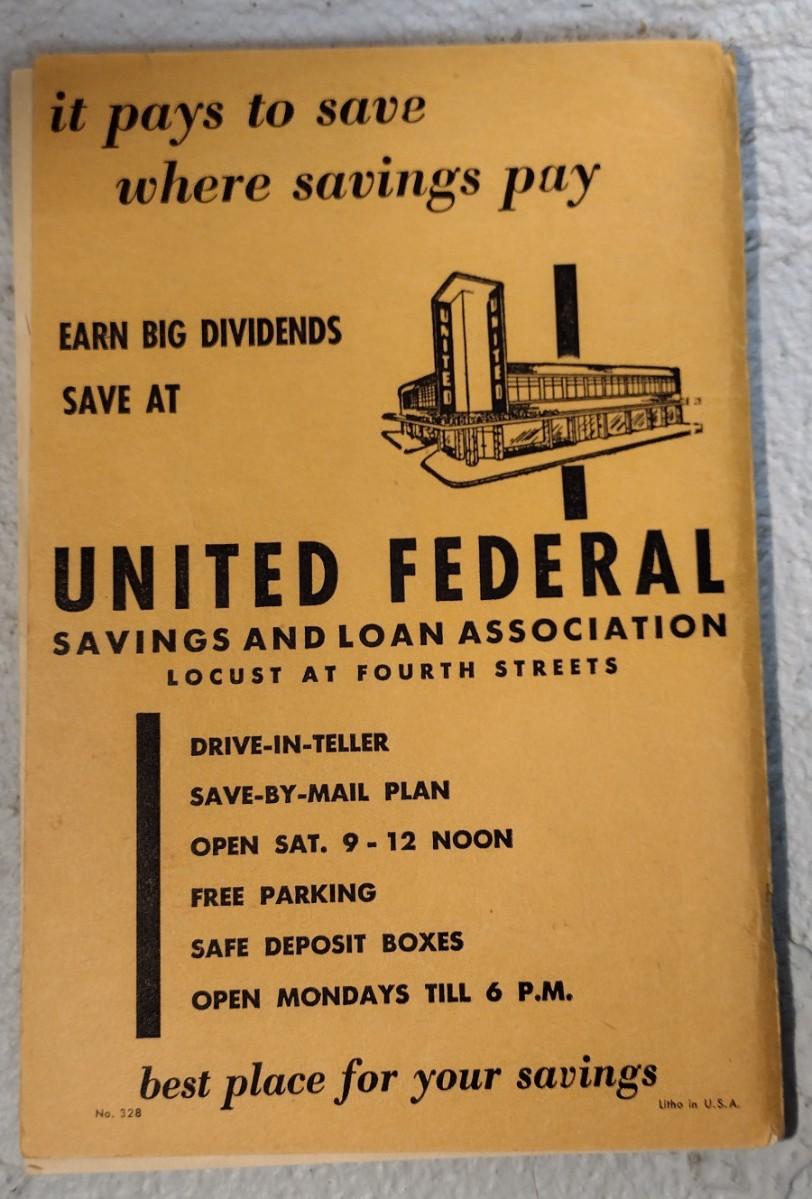 it pays to save
where savings pay
EARN BIG DIVIDENDS
SAVE AT
UNITED
UNITED
UNITED FEDERAL
SAVINGS AND LOAN ASSOCIATION
LOCUST AT FOURTH STREETS
DRIVE-IN-TELLER
SAVE-BY-MAIL PLAN
OPEN SAT. 9 - 12 NOON
FREE PARKING
SAFE DEPOSIT BOXES
OPEN MONDAYS TILL 6 P.M.
best place for your savings
No. 328
Litho in U.S.A.